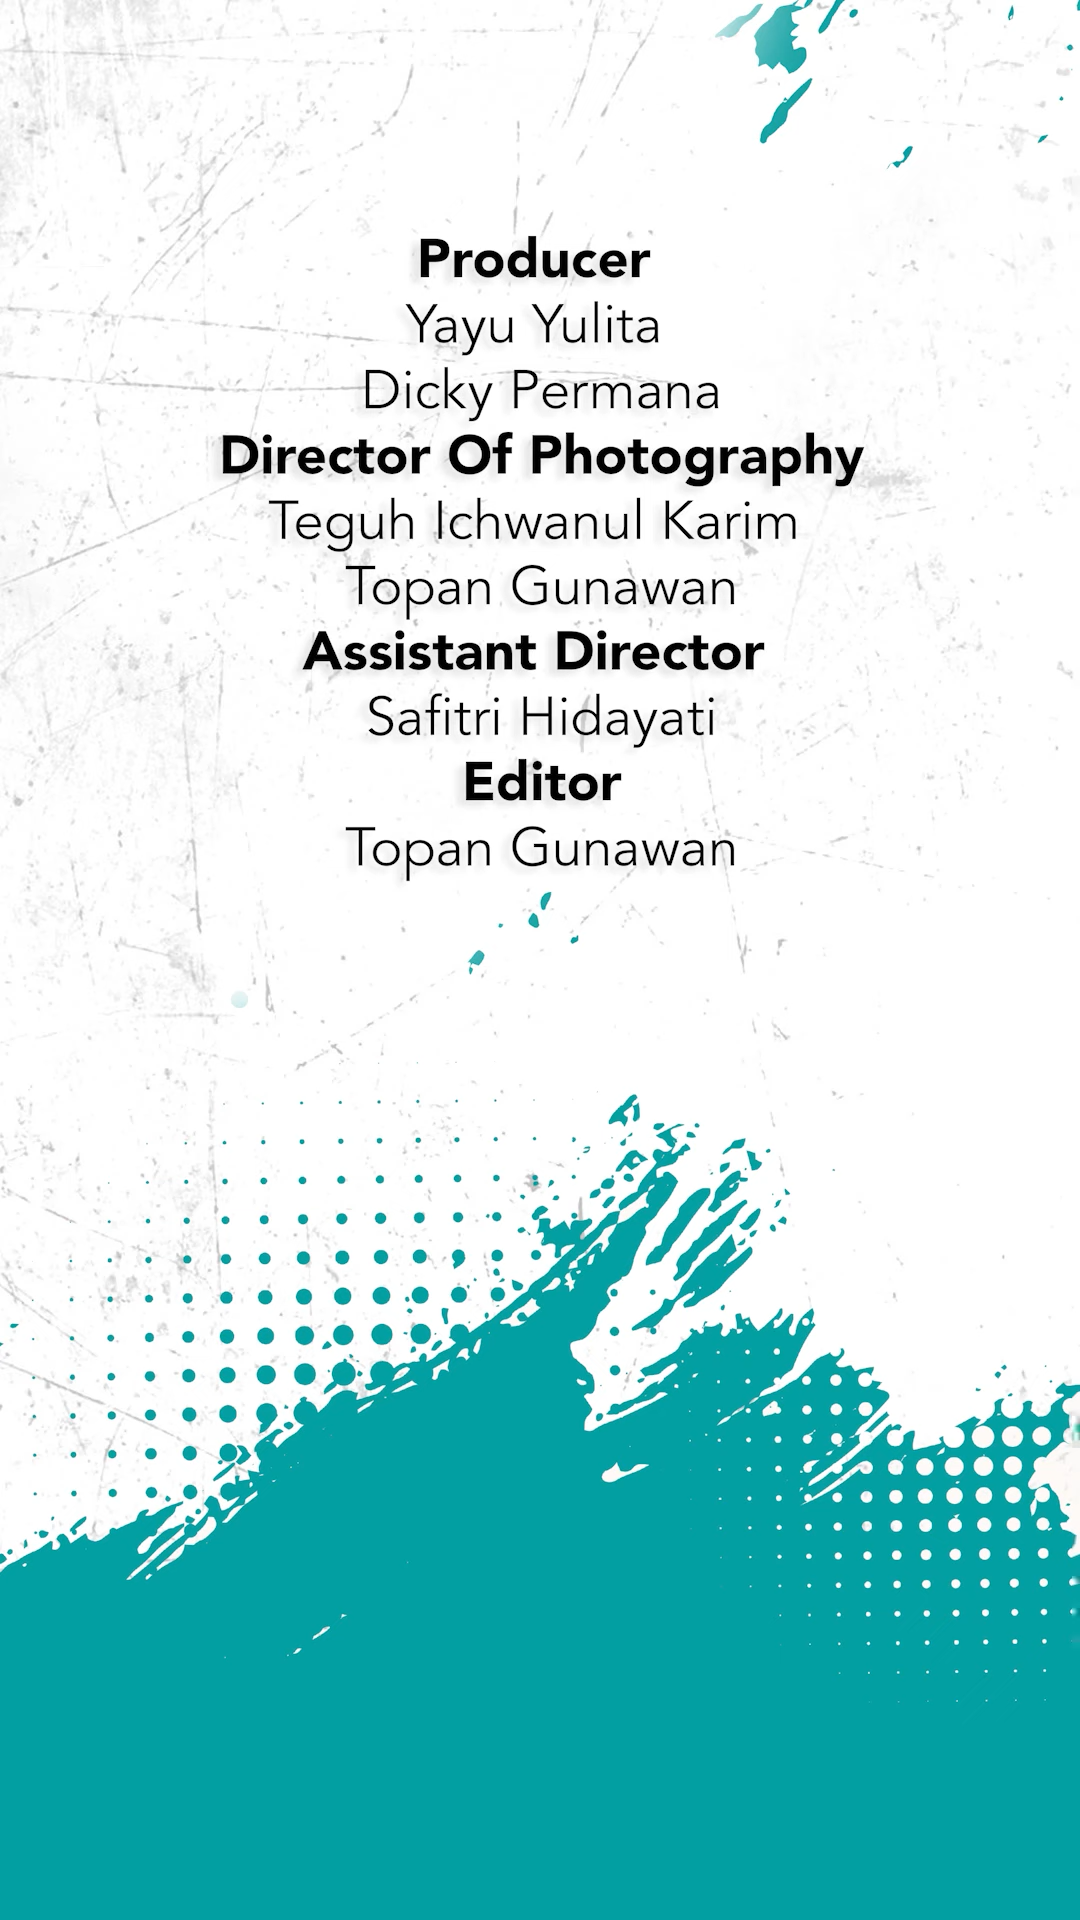 Producer
Yayu Yulita
Dicky Permana
Director Of Photography
Teguh Ichwanul Karim
Topan Gunawan
Assistant Director
Safitri Hidayati
Editor
Topan Gunawan